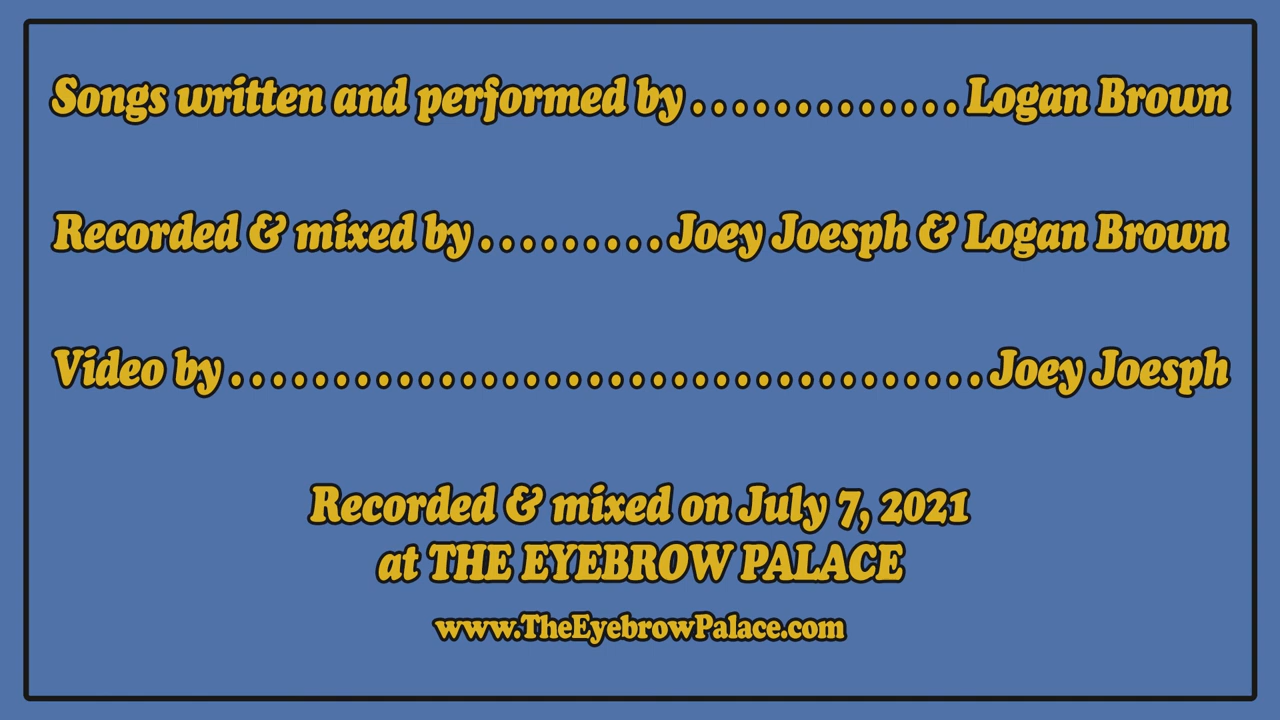 Songs written and performed by.............Logan Brown
Recorded & mixed by.........Joey Joesph & Logan Brown
Video by....................................Joey Joesph
Recorded & mixed on July 7, 2021
at THE EYEBROW PALACE
www.TheEyebrowPalace.com